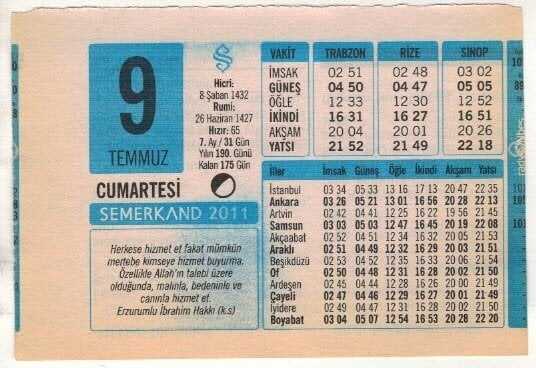 9
TEMMUZ
CUMARTESİ
Hicri:
8 Şaban 1432
Rumi:
26 Haziran 1427
Hızır: 65
7. Ay / 31 Gün
Yılın 190. Günü
Kalan 175 Gün
SEMERKAND 2011
Herkese hizmet et fakat mümkün
mertebe kimseye hizmet buyurma.
Özellikle Allah'ın talebi üzere
olduğunda, malınla, bedeninle ve
canınla hizmet et.
Erzurumlu İbrahim Hakkı (k.s)
VAKİT TRABZON RİZE SİNOP
İMSAK 02 51 02 48 03 02
GÜNEŞ 04 50 04 47 05 05
ÖĞLE 12 33 12 30 12 52
İKİNDİ 16 31 16 27 16 51
AKŞAM 20 04 20 01 20 27
YATSI 21 52 21 49 22 18
İller İmsak Güneş Öğle İkindi Akşam Yatsı
İstanbul 03 34 05 33 13 16 17 13 20 47 22 35
Ankara 03 26 05 21 13 01 16 56 20 28 22 13
Artvin 02 42 04 41 12 25 16 22 19 56 21 45
Samsun 03 03 05 03 12 47 16 45 20 19 22 08
Akçaabat 02 52 04 51 12 34 16 31 20 05 21 53
Araklı 02 51 04 49 12 32 16 29 20 03 21 51
Beşikdüzü 02 53 04 52 12 35 16 32 20 06 21 54
Of 02 50 04 48 12 31 16 28 20 02 21 50
Ardeşen 02 45 04 44 12 28 16 26 20 00 21 49
Çayeli 02 47 04 46 12 29 16 27 20 01 21 49
İyidere 02 49 04 47 12 31 16 28 20 02 21 50
Boyabat 03 04 05 07 12 54 16 53 20 28 22 20